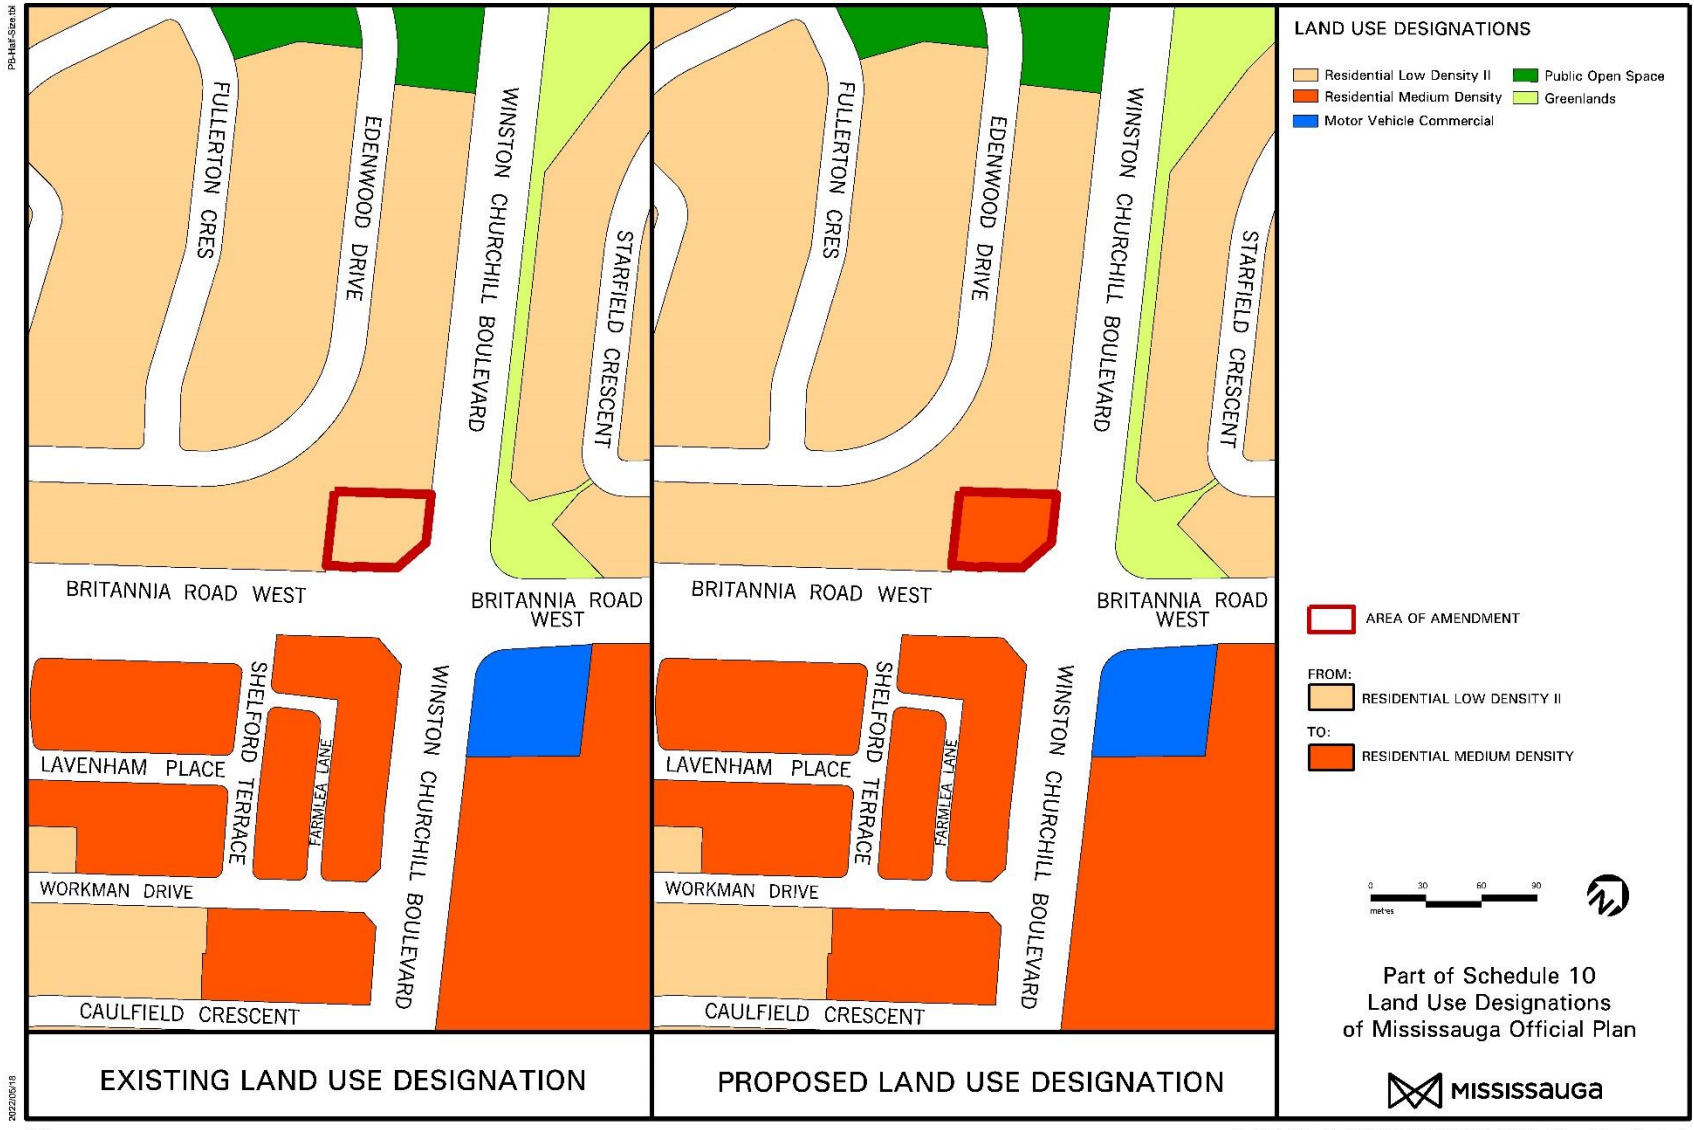 PB-Half-Size.tbl
2022/05/18
FULLERTON CRES
EDENWOOD DRIVE
WINSTON CHURCHILL BOULEVARD
STARFIELD CRESCENT
BRITANNIA ROAD WEST
BRITANNIA ROAD
WEST
SHELFORD TERRACE
FARMLEA LANE
WINSTON CHURCHILL BOULEVARD
LAVENHAM PLACE
WORKMAN DRIVE
CAULFIELD CRESCENT
EXISTING LAND USE DESIGNATION
FULLERTON CRES
EDENWOOD DRIVE
WINSTON CHURCHILL BOULEVARD
STARFIELD CRESCENT
BRITANNIA ROAD WEST
BRITANNIA ROAD
WEST
SHELFORD TERRACE
FARMLEA LANE
WINSTON CHURCHILL BOULEVARD
LAVENHAM PLACE
WORKMAN DRIVE
CAULFIELD CRESCENT
PROPOSED LAND USE DESIGNATION
LAND USE DESIGNATIONS
Residential Low Density II
Residential Medium Density
Motor Vehicle Commercial
Public Open Space
Greenlands
AREA OF AMENDMENT
FROM:
RESIDENTIAL LOW DENSITY II
TO:
RESIDENTIAL MEDIUM DENSITY
0 30 60 90
metres
N
Part of Schedule 10
Land Use Designations
of Mississauga Official Plan
MISSISSAUGA